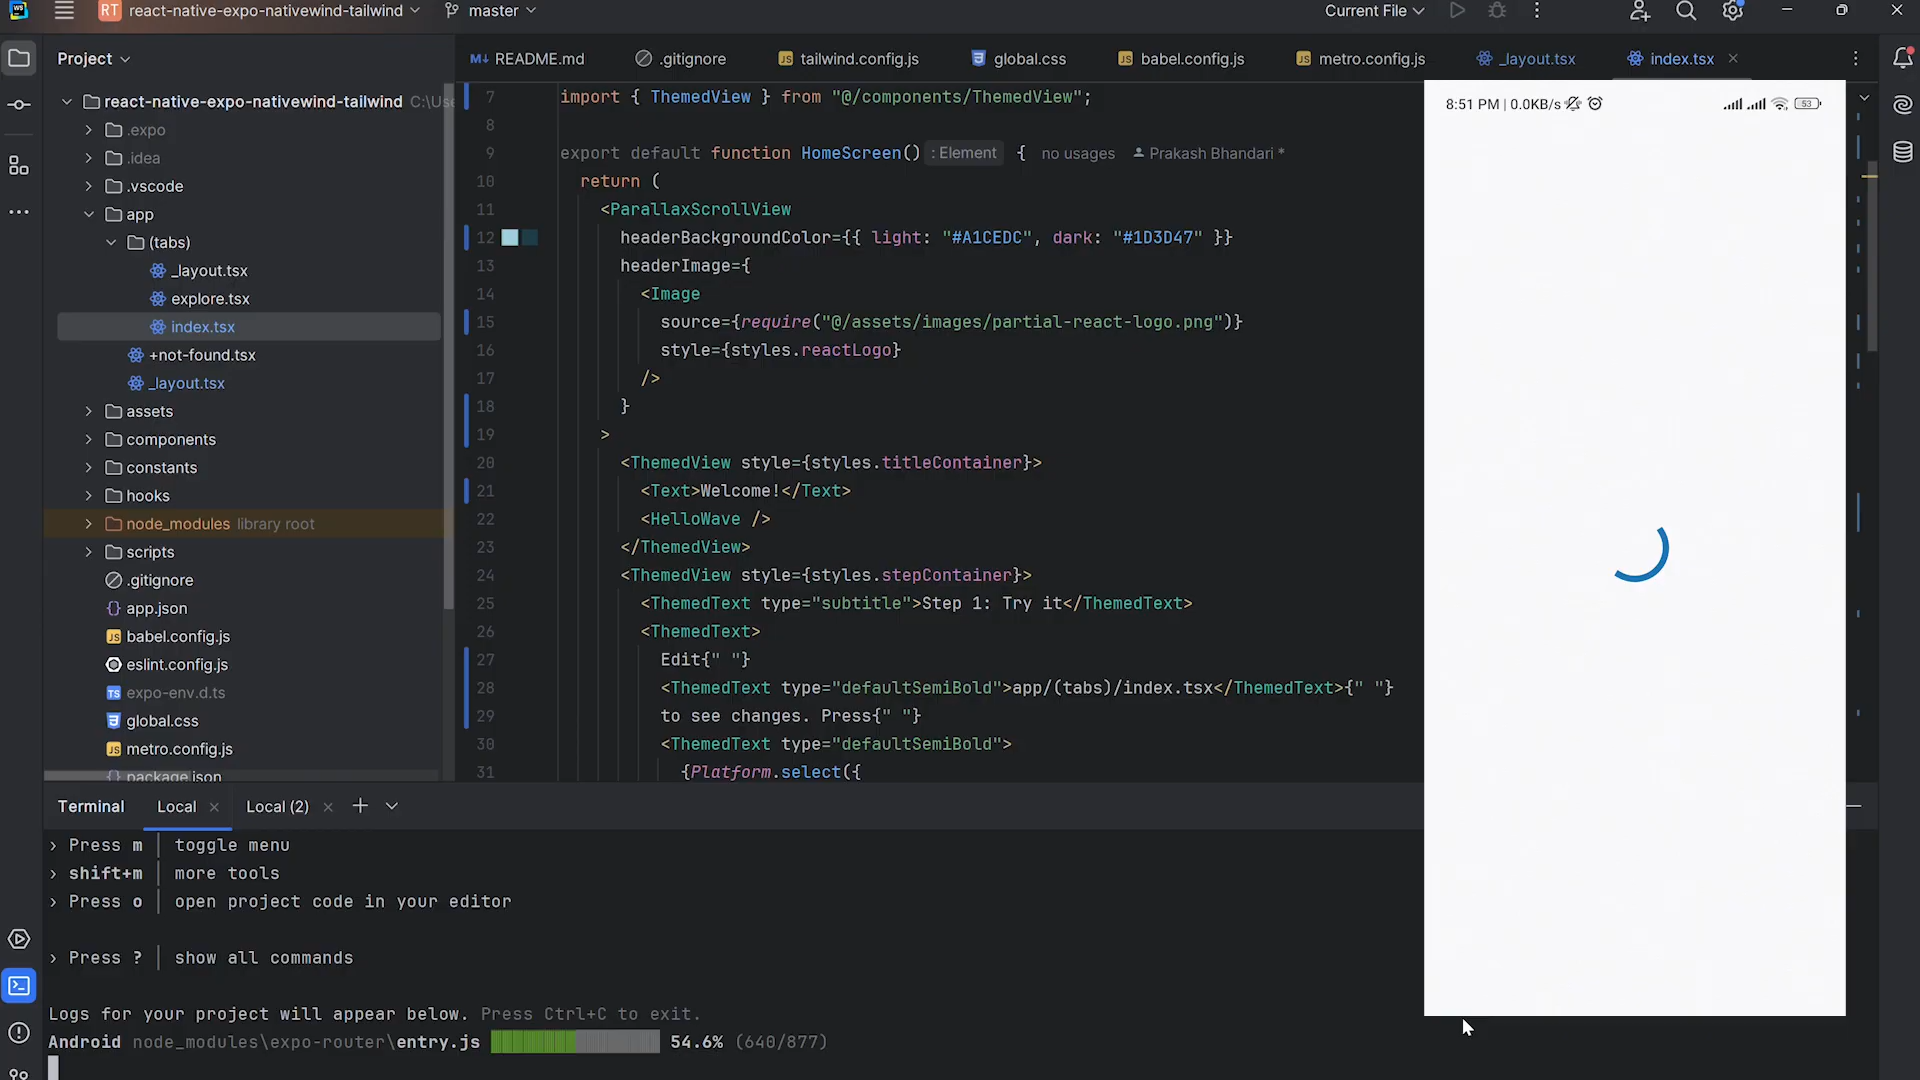 WS
RT react-native-expo-nativewind-tailwind
master
Current File
Project
README.md
.gitignore
tailwind.config.js
global.css
babel.config.js
metro.config.js
_layout.tsx
index.tsx
react-native-expo-nativewind-tailwind C:\Use
.expo
.idea
.vscode
app
(tabs)
_layout.tsx
explore.tsx
index.tsx
+not-found.tsx
_layout.tsx
assets
components
constants
hooks
node_modules library root
scripts
.gitignore
app.json
babel.config.js
eslint.config.js
expo-env.d.ts
global.css
metro.config.js
package.json
7 import { ThemedView } from "@/components/ThemedView";
8
9 export default function HomeScreen() : Element { no usages Prakash Bhandari *
10 return (
11 <ParallaxScrollView
12 headerBackgroundColor={{ light: "#A1CEDC", dark: "#1D3D47" }}
13 headerImage={
14 <Image
15 source={require("@/assets/images/partial-react-logo.png")}
16 style={styles.reactLogo}
17 />
18 }
19 >
20 <ThemedView style={styles.titleContainer}>
21 <Text>Welcome!</Text>
22 <HelloWave />
23 </ThemedView>
24 <ThemedView style={styles.stepContainer}>
25 <ThemedText type="subtitle">Step 1: Try it</ThemedText>
26 <ThemedText>
27 Edit{" "}
28 <ThemedText type="defaultSemiBold">app/(tabs)/index.tsx</ThemedText>{" "}
29 to see changes. Press{" "}
30 <ThemedText type="defaultSemiBold">
31 {Platform.select({
8:51 PM | 0.0KB/s
53
Terminal
Local
Local (2)
› Press m │ toggle menu
› shift+m │ more tools
› Press o │ open project code in your editor
› Press ? │ show all commands
Logs for your project will appear below. Press Ctrl+C to exit.
Android node_modules\expo-router\entry.js 54.6% (640/877)